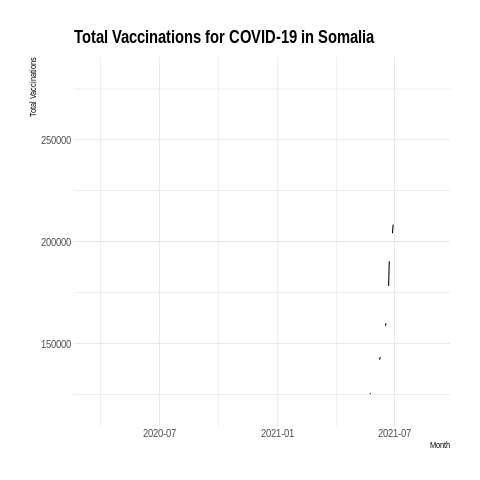 Total Vaccinations for COVID-19 in Somalia
Total Vaccinations
250000
200000
150000
2020-07
2021-01
2021-07
Month